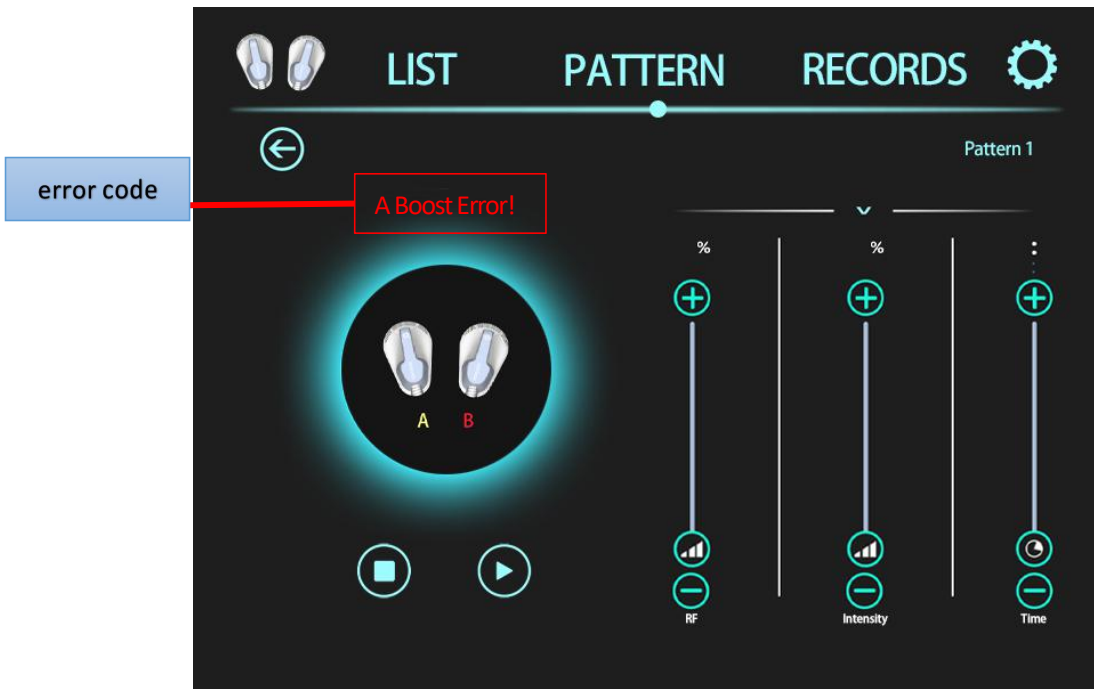 LIST PATTERN RECORDS
Pattern 1
error code
A Boost Error!
% % :
A B
RF Intensity Time